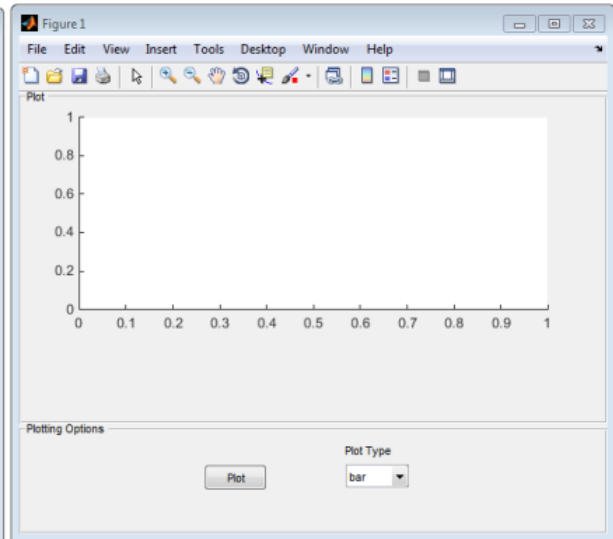 Figure 1
File Edit View Insert Tools Desktop Window Help
Plot
1
0.8
0.6
0.4
0.2
0
0 0.1 0.2 0.3 0.4 0.5 0.6 0.7 0.8 0.9 1
Plotting Options
Plot Type
Plot bar